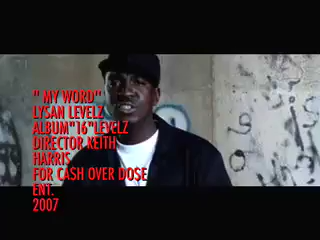 " MY WORD"
LYSAN LEVELZ
ALBUM"16"LEVELZ
DIRECTOR KEITH
HARRIS
FOR CASH OVER DOSE
ENT.
2007